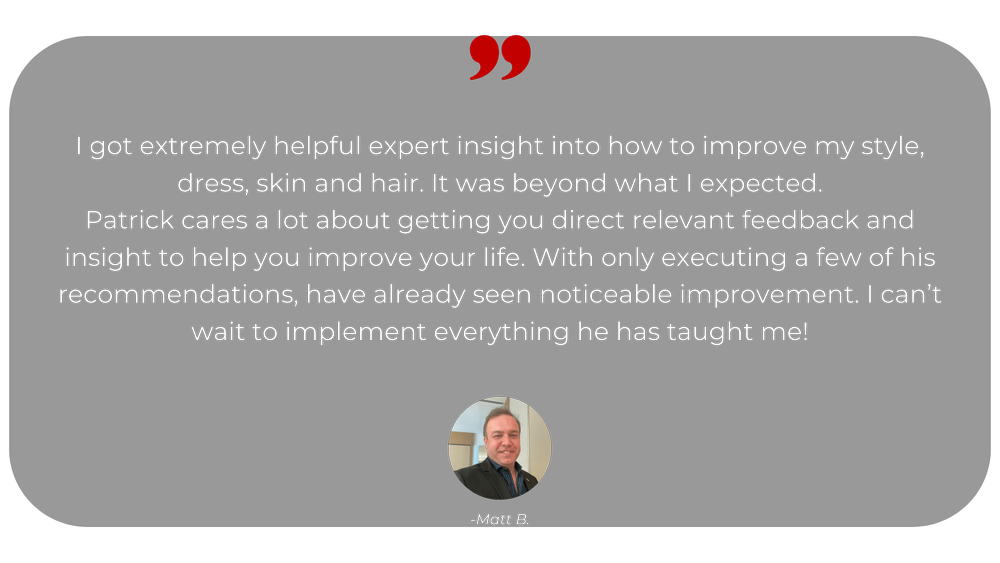 ”
I got extremely helpful expert insight into how to improve my style,
dress, skin and hair. It was beyond what I expected.
Patrick cares a lot about getting you direct relevant feedback and
insight to help you improve your life. With only executing a few of his
recommendations, have already seen noticeable improvement. I can’t
wait to implement everything he has taught me!
-Matt B.